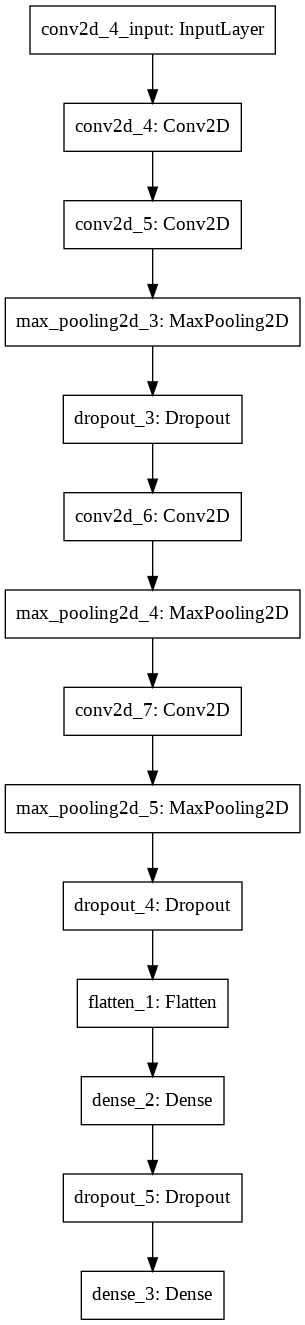 conv2d_4_input: InputLayer
conv2d_4: Conv2D
conv2d_5: Conv2D
max_pooling2d_3: MaxPooling2D
dropout_3: Dropout
conv2d_6: Conv2D
max_pooling2d_4: MaxPooling2D
conv2d_7: Conv2D
max_pooling2d_5: MaxPooling2D
dropout_4: Dropout
flatten_1: Flatten
dense_2: Dense
dropout_5: Dropout
dense_3: Dense